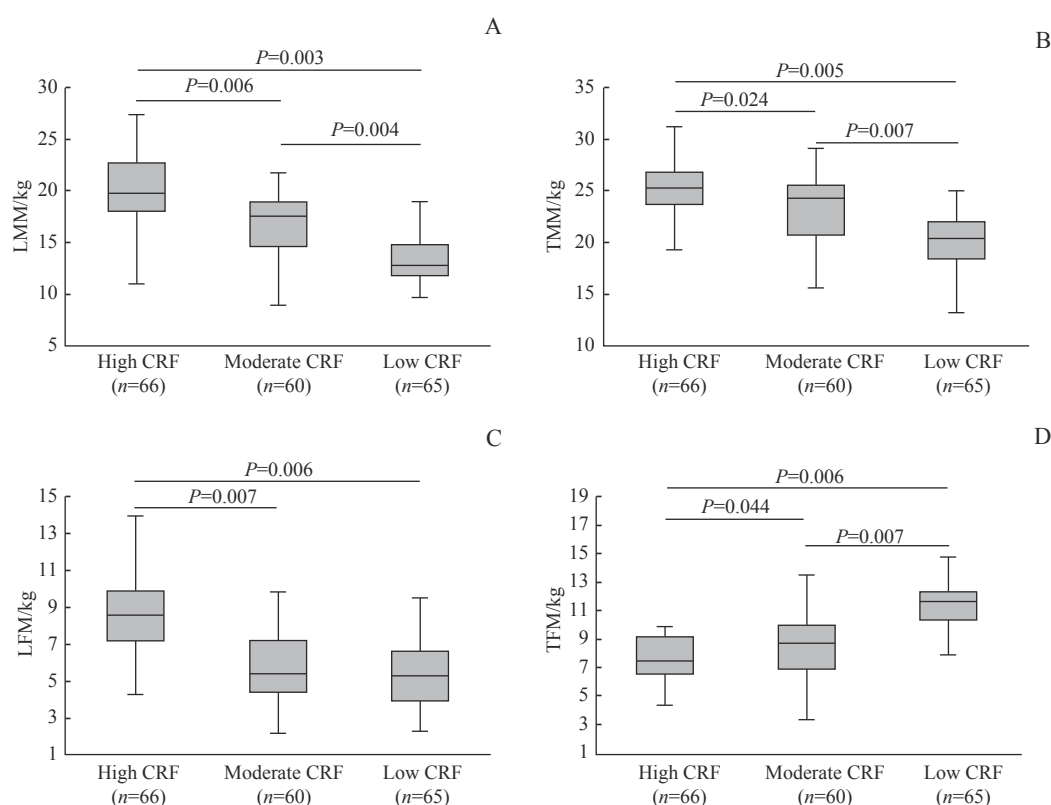 A
P=0.003
P=0.006
P=0.004
30
25
20
15
10
5
LMM/kg
High CRF
(n=66)
Moderate CRF
(n=60)
Low CRF
(n=65)
B
P=0.005
P=0.024
P=0.007
35
30
25
20
15
10
TMM/kg
High CRF
(n=66)
Moderate CRF
(n=60)
Low CRF
(n=65)
C
P=0.006
P=0.007
15
13
11
9
7
5
3
1
LFM/kg
High CRF
(n=66)
Moderate CRF
(n=60)
Low CRF
(n=65)
D
P=0.006
P=0.044
P=0.007
19
17
15
13
11
9
7
5
3
1
TFM/kg
High CRF
(n=66)
Moderate CRF
(n=60)
Low CRF
(n=65)